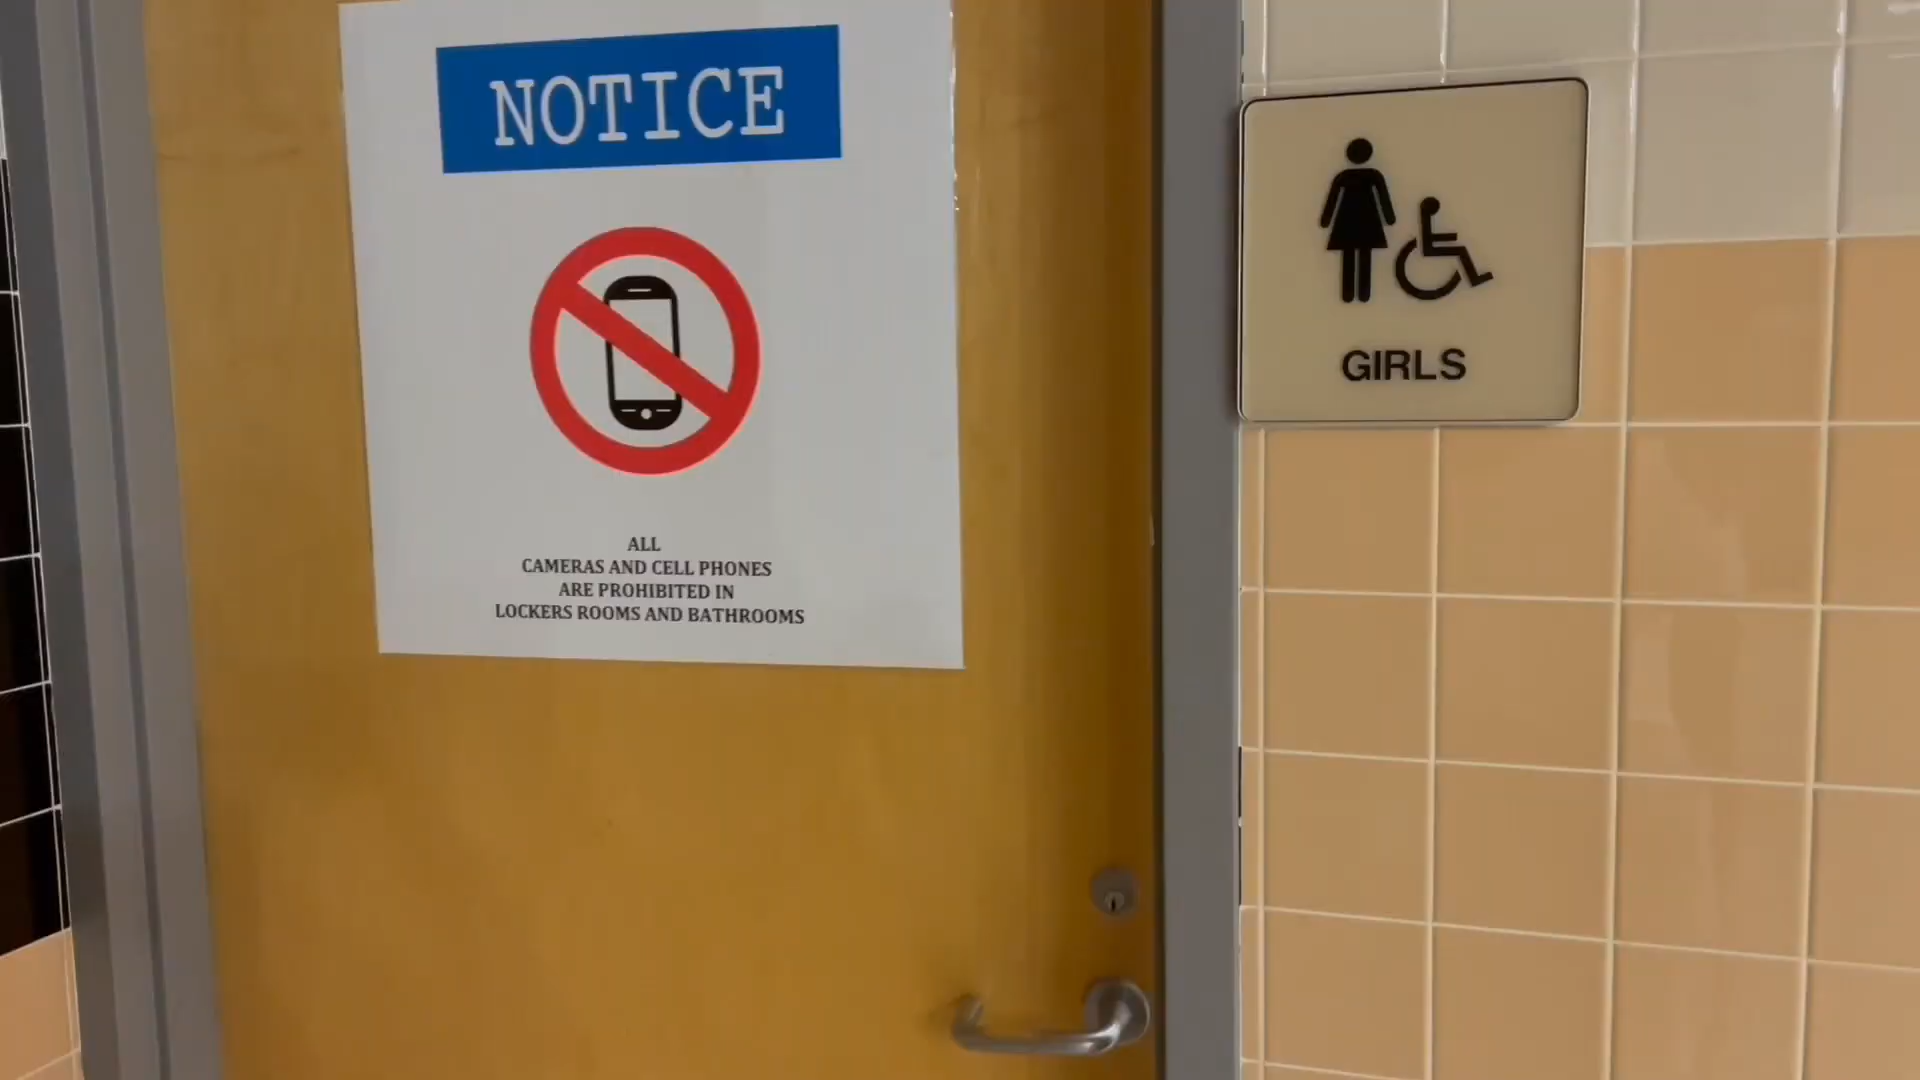 NOTICE
ALL
CAMERAS AND CELL PHONES
ARE PROHIBITED IN
LOCKERS ROOMS AND BATHROOMS
GIRLS